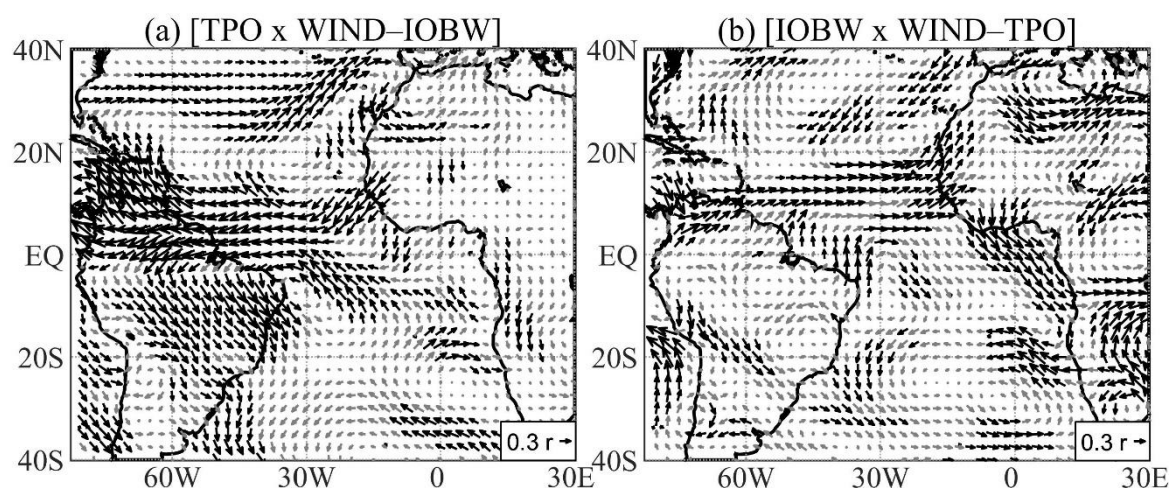 (a) [TPO x WIND–IOBW]
(b) [IOBW x WIND–TPO]
40N
20N
EQ
20S
40S
60W
30W
0
30E
0.3 r
40N
20N
EQ
20S
40S
60W
30W
0
30E
0.3 r